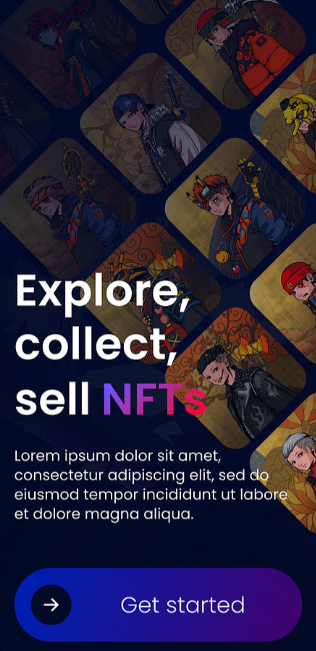 Explore,
collect,
sell NFTs
Lorem ipsum dolor sit amet,
consectetur adipiscing elit, sed do
eiusmod tempor incididunt ut labore
et dolore magna aliqua.
Get started